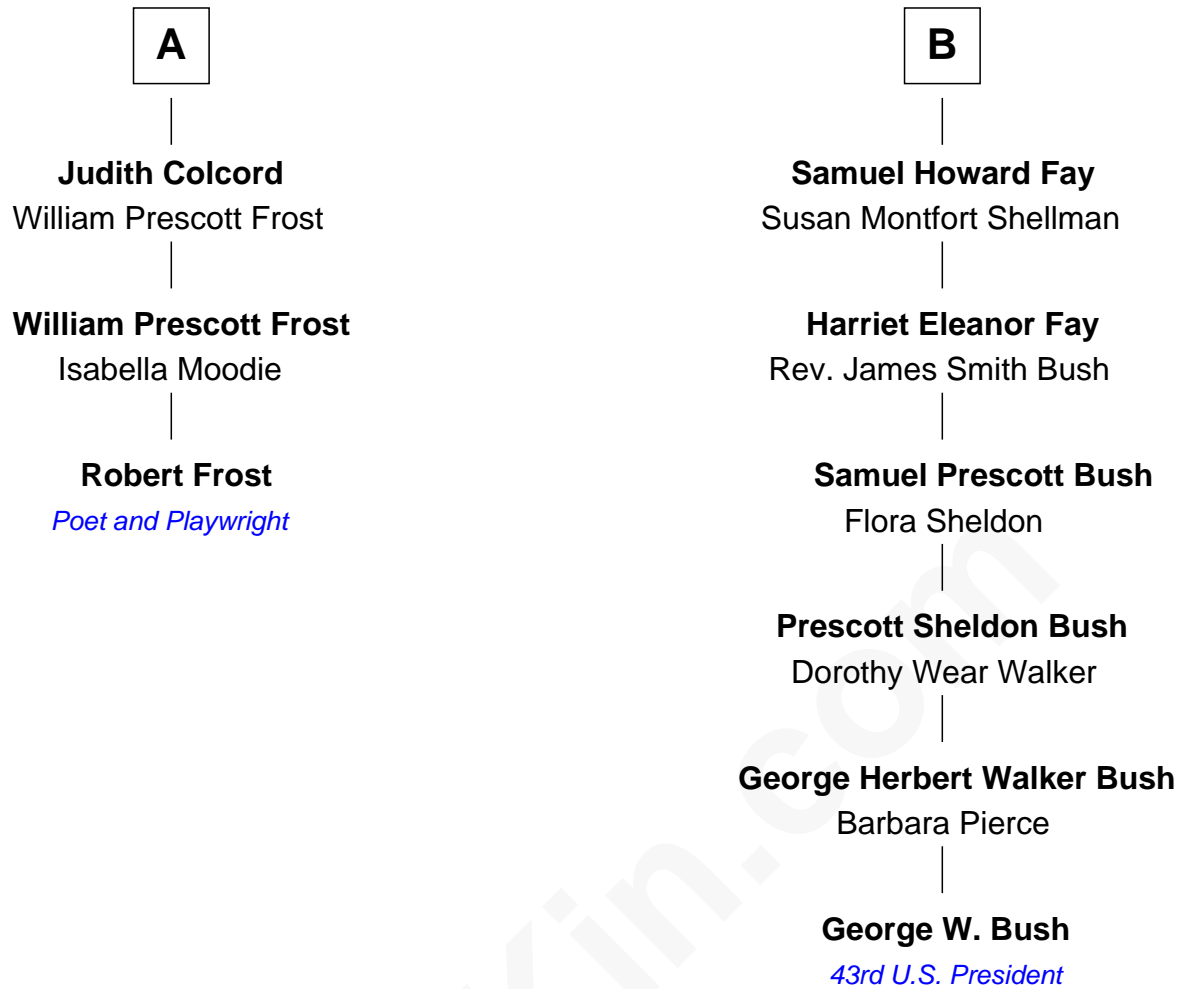 A
Judith Colcord
William Prescott Frost
William Prescott Frost
Isabella Moodie
Robert Frost
Poet and Playwright
B
Samuel Howard Fay
Susan Montfort Shellman
Harriet Eleanor Fay
Rev. James Smith Bush
Samuel Prescott Bush
Flora Sheldon
Prescott Sheldon Bush
Dorothy Wear Walker
George Herbert Walker Bush
Barbara Pierce
George W. Bush
43rd U.S. President
Kin.com